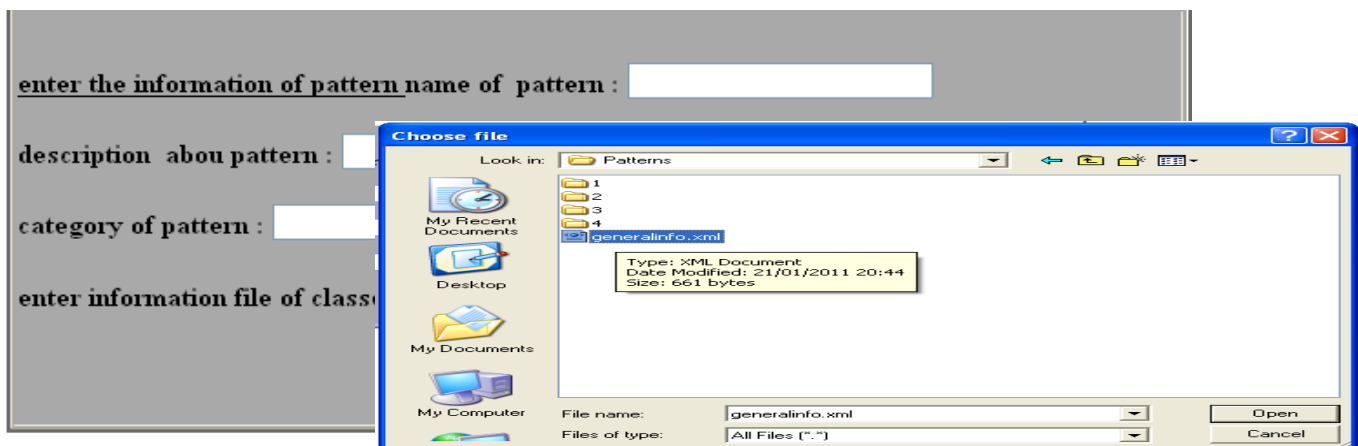 enter the information of pattern name of pattern :
description abou pattern :
category of pattern :
enter information file of class
Choose file
Look in: Patterns
My Recent Documents
Desktop
My Documents
My Computer
1
2
3
4
generalinfo.xml
Type: XML Document
Date Modified: 21/01/2011 20:44
Size: 661 bytes
File name: generalinfo.xml Open
Files of type: All Files (*.*) Cancel